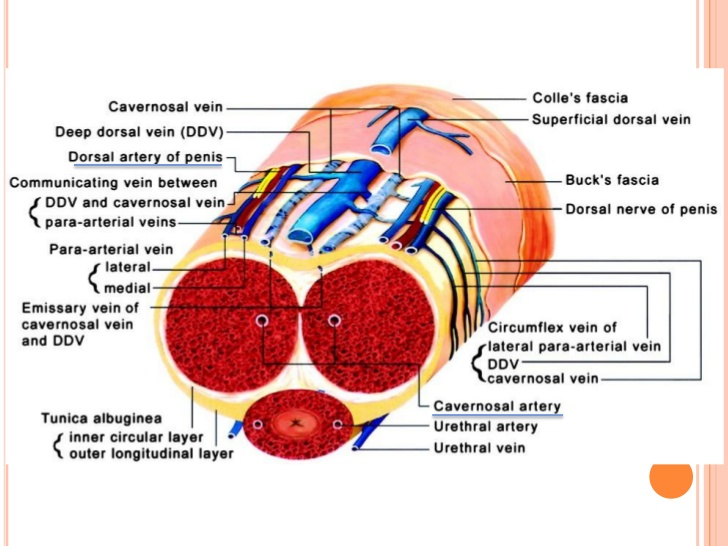 Cavernosal vein
Deep dorsal vein (DDV)
Dorsal artery of penis
Communicating vein between
DDV and cavernosal vein
para-arterial veins
Para-arterial vein
lateral
medial
Emissary vein of
cavernosal vein
and DDV
Tunica albuginea
inner circular layer
outer longitudinal layer
Colle's fascia
Superficial dorsal vein
Buck's fascia
Dorsal nerve of penis
Circumflex vein of
lateral para-arterial vein
DDV
cavernosal vein
Cavernosal artery
Urethral artery
Urethral vein